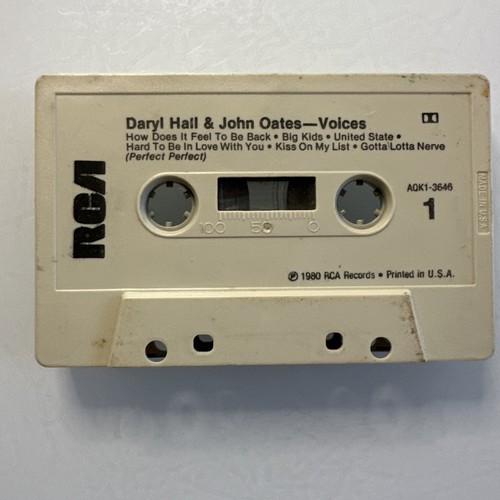 Daryl Hall & John Oates—Voices
How Does It Feel To Be Back • Big Kids • United State •
Hard To Be In Love With You • Kiss On My List • Gotta Lotta Nerve
(Perfect Perfect)
RCA
AQK1-3646
1
100 50 0
MADE IN U.S.A.
℗ 1980 RCA Records • Printed in U.S.A.